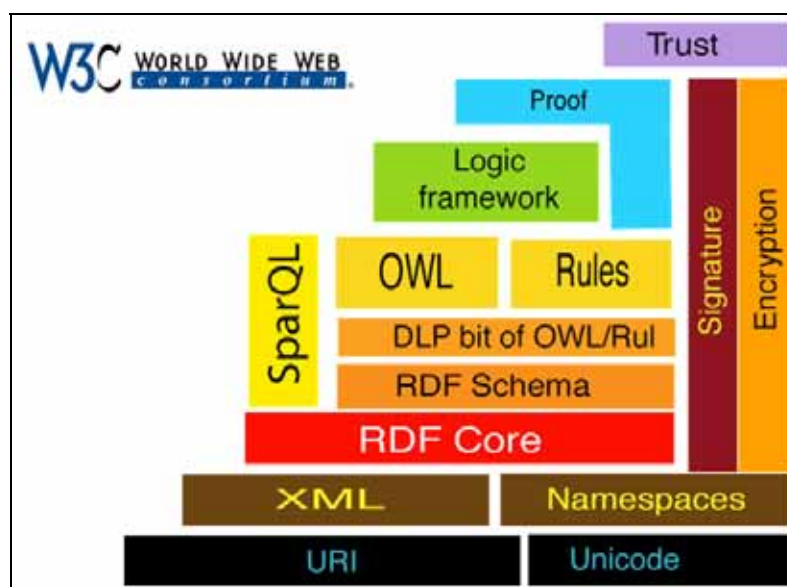 W3C WORLD WIDE WEB
consortium®
Trust
Proof
Logic
framework
SparQL
OWL
Rules
Signature
Encryption
DLP bit of OWL/Rul
RDF Schema
RDF Core
XML
Namespaces
URI
Unicode